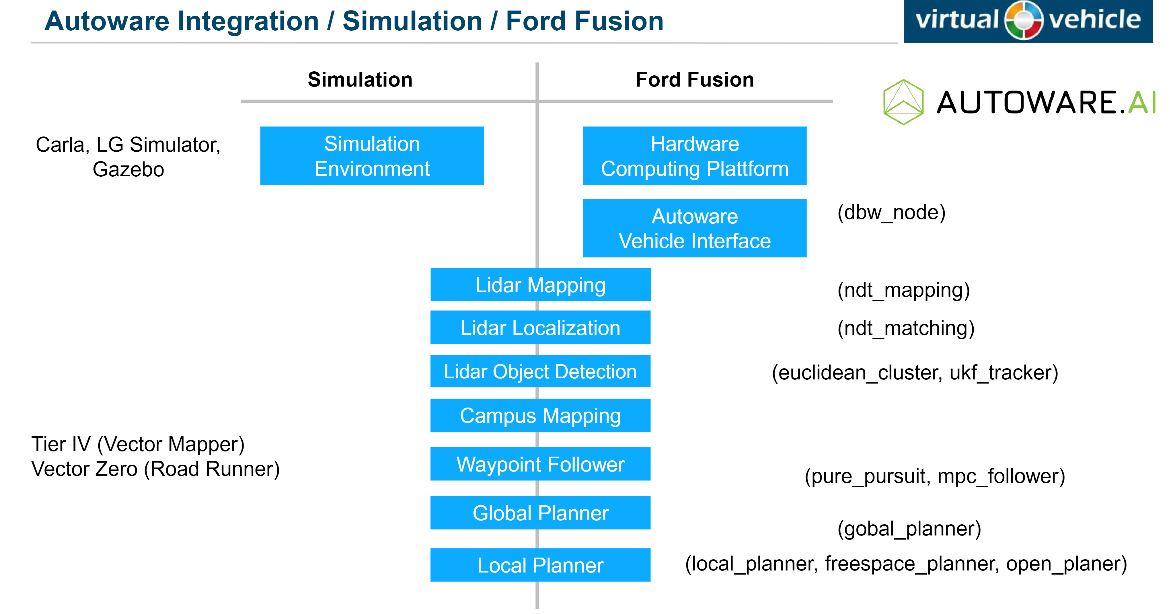 Autoware Integration / Simulation / Ford Fusion
virtual vehicle
Simulation
Ford Fusion
AUTOWARE.AI
Carla, LG Simulator,
Gazebo
Simulation
Environment
Hardware
Computing Plattform
Autoware
Vehicle Interface
(dbw_node)
Lidar Mapping
(ndt_mapping)
Lidar Localization
(ndt_matching)
Lidar Object Detection
(euclidean_cluster, ukf_tracker)
Campus Mapping
Tier IV (Vector Mapper)
Vector Zero (Road Runner)
Waypoint Follower
(pure_pursuit, mpc_follower)
Global Planner
(gobal_planner)
Local Planner
(local_planner, freespace_planner, open_planer)